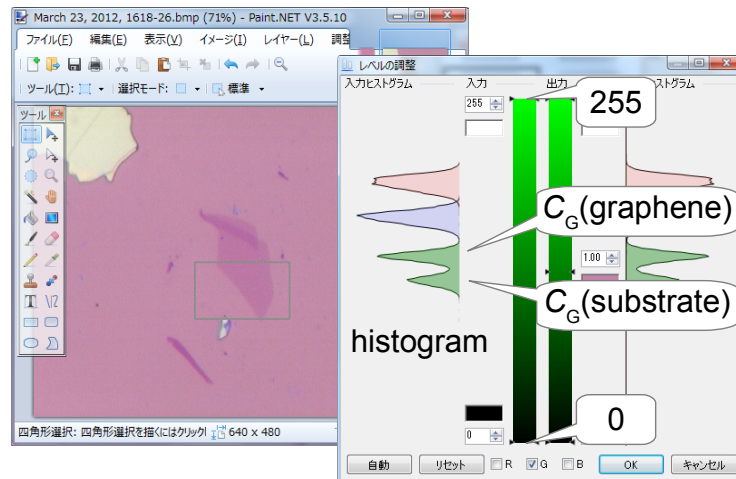 March 23, 2012, 1618-26.bmp (71%) - Paint.NET V3.5.10
ファイル(F) 編集(E) 表示(V) イメージ(I) レイヤー(L) 調整
ツール(T): 選択モード: 標準
ツール
四角形選択: 四角形選択を描くにはクリック 640 x 480
レベルの調整
入力ヒストグラム 入力 出力 ストグラム
255
255
CG(graphene)
1.00
CG(substrate)
histogram
0
0
自動 リセット R G B OK キャンセル